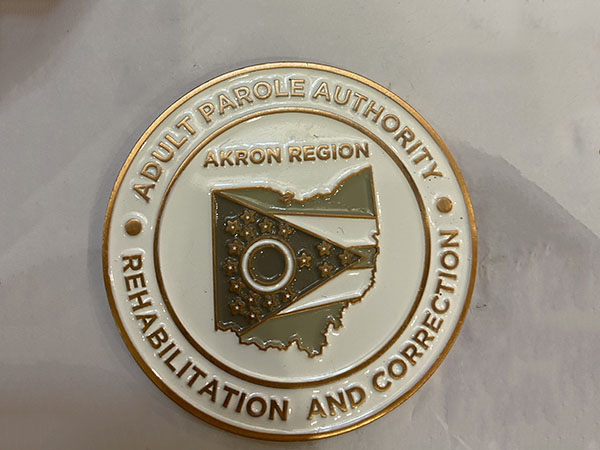 ADULT PAROLE AUTHORITY
AKRON REGION
REHABILITATION AND CORRECTION